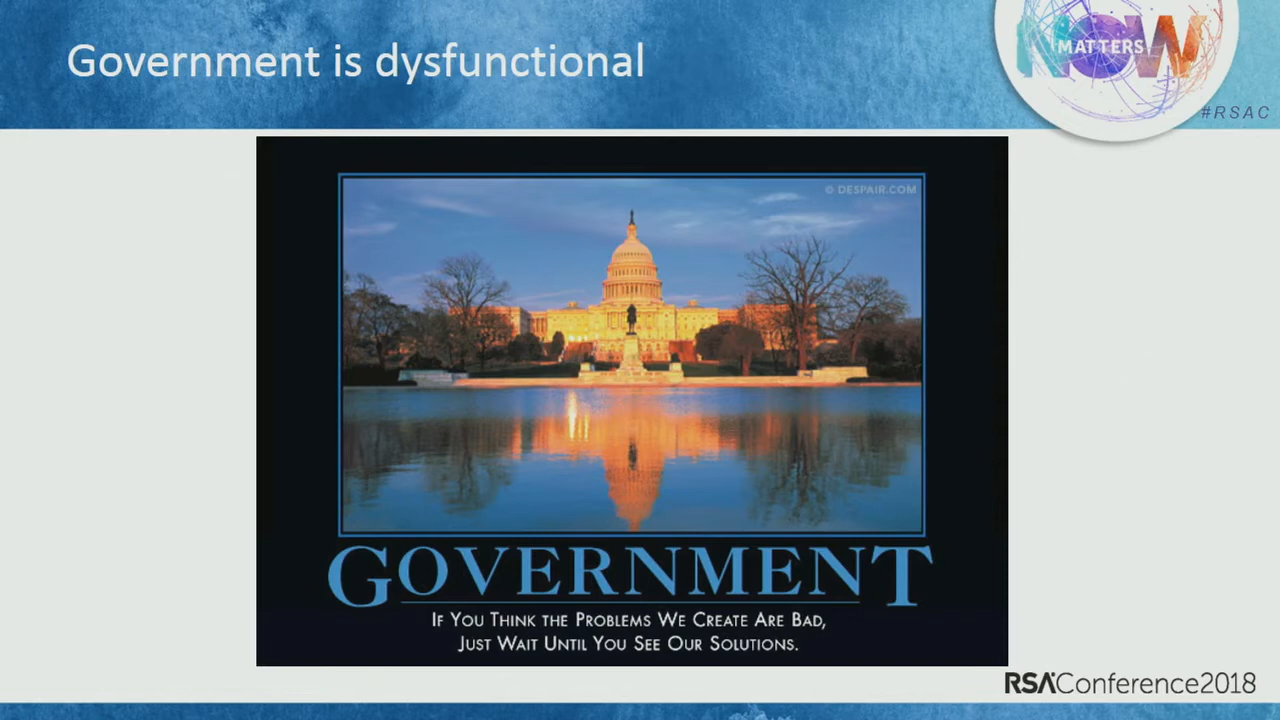 Government is dysfunctional
NOW
MATTERS
#RSAC
© DESPAIR.COM
GOVERNMENT
IF YOU THINK THE PROBLEMS WE CREATE ARE BAD,
JUST WAIT UNTIL YOU SEE OUR SOLUTIONS.
RSAConference2018